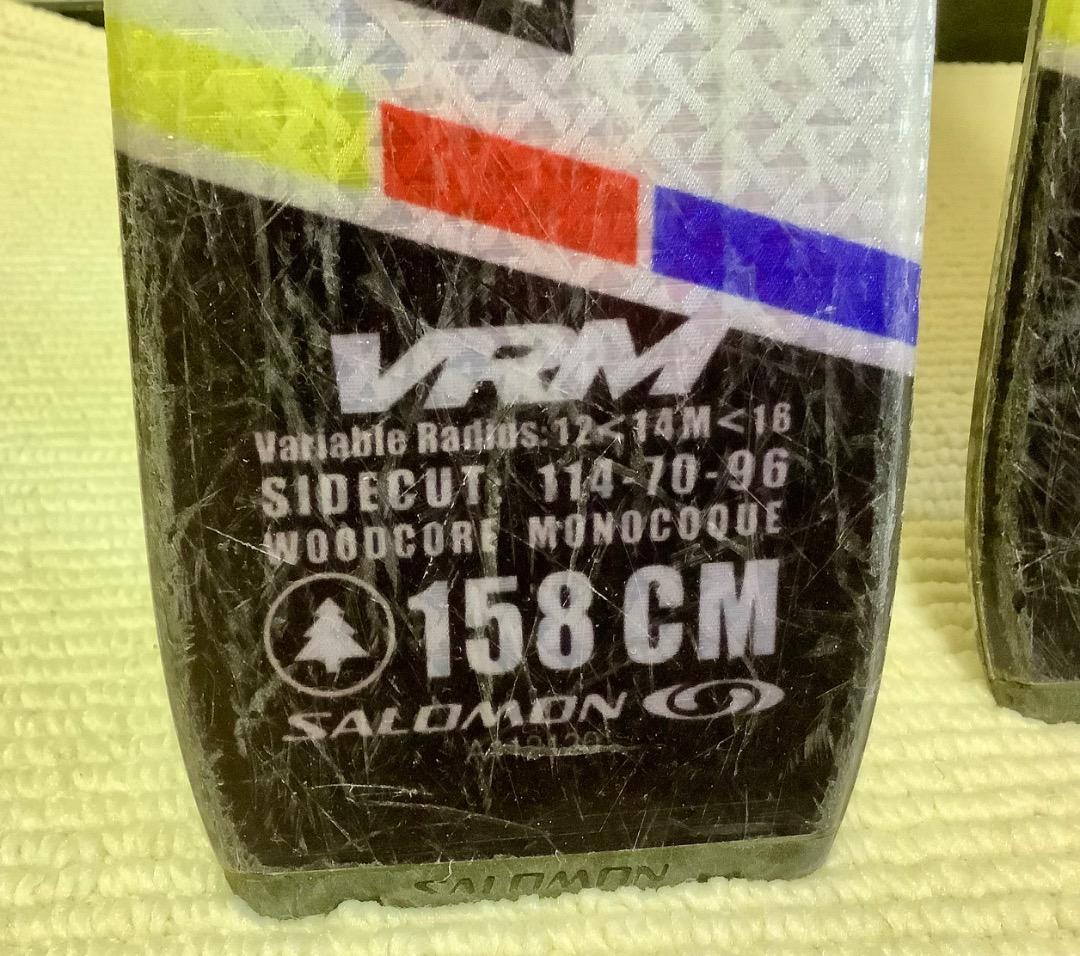 VRM
Variable Radius: 12<14M<16
SIDECUT: 114-70-96
WOODCORE MONOCOQUE
158 CM
SALOMON
SALOMON